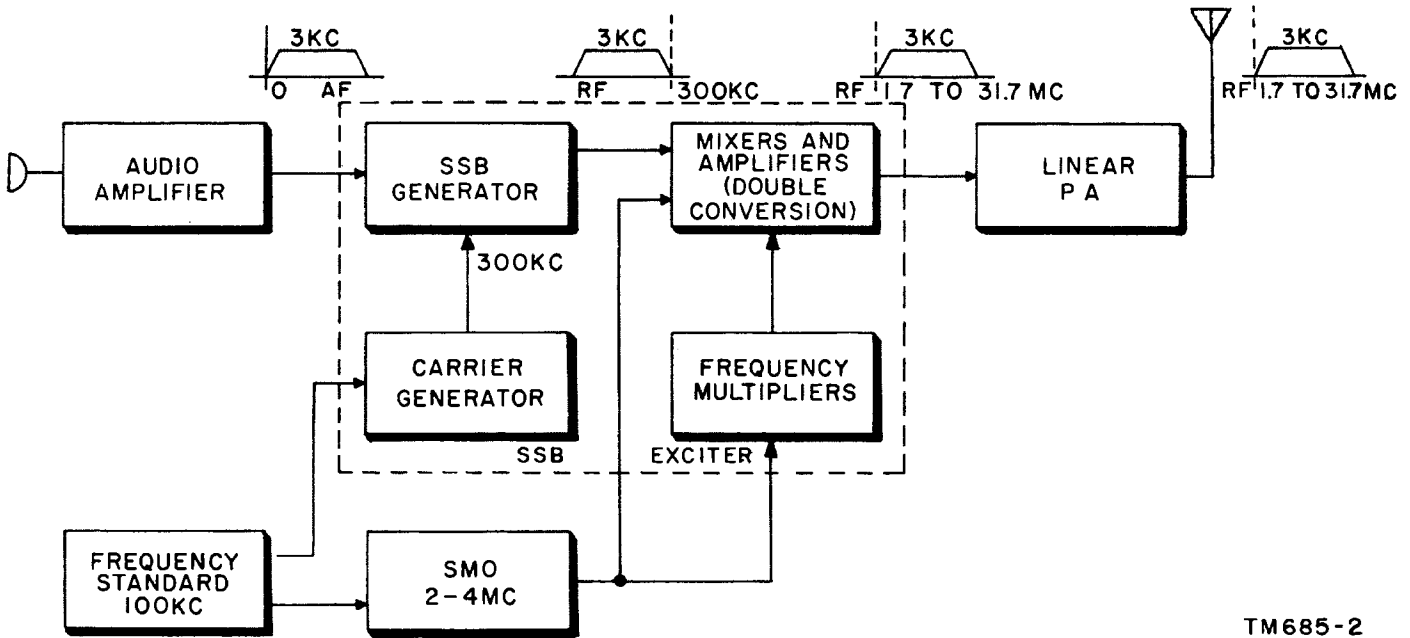 3KC
0 AF
3KC
RF 300KC
3KC
RF 1.7 TO 31.7 MC
3KC
RF 1.7 TO 31.7MC
AUDIO
AMPLIFIER
SSB
GENERATOR
MIXERS AND
AMPLIFIERS
(DOUBLE
CONVERSION)
LINEAR
P A
300KC
CARRIER
GENERATOR
FREQUENCY
MULTIPLIERS
SSB EXCITER
FREQUENCY
STANDARD
100KC
SMO
2-4MC
TM685-2